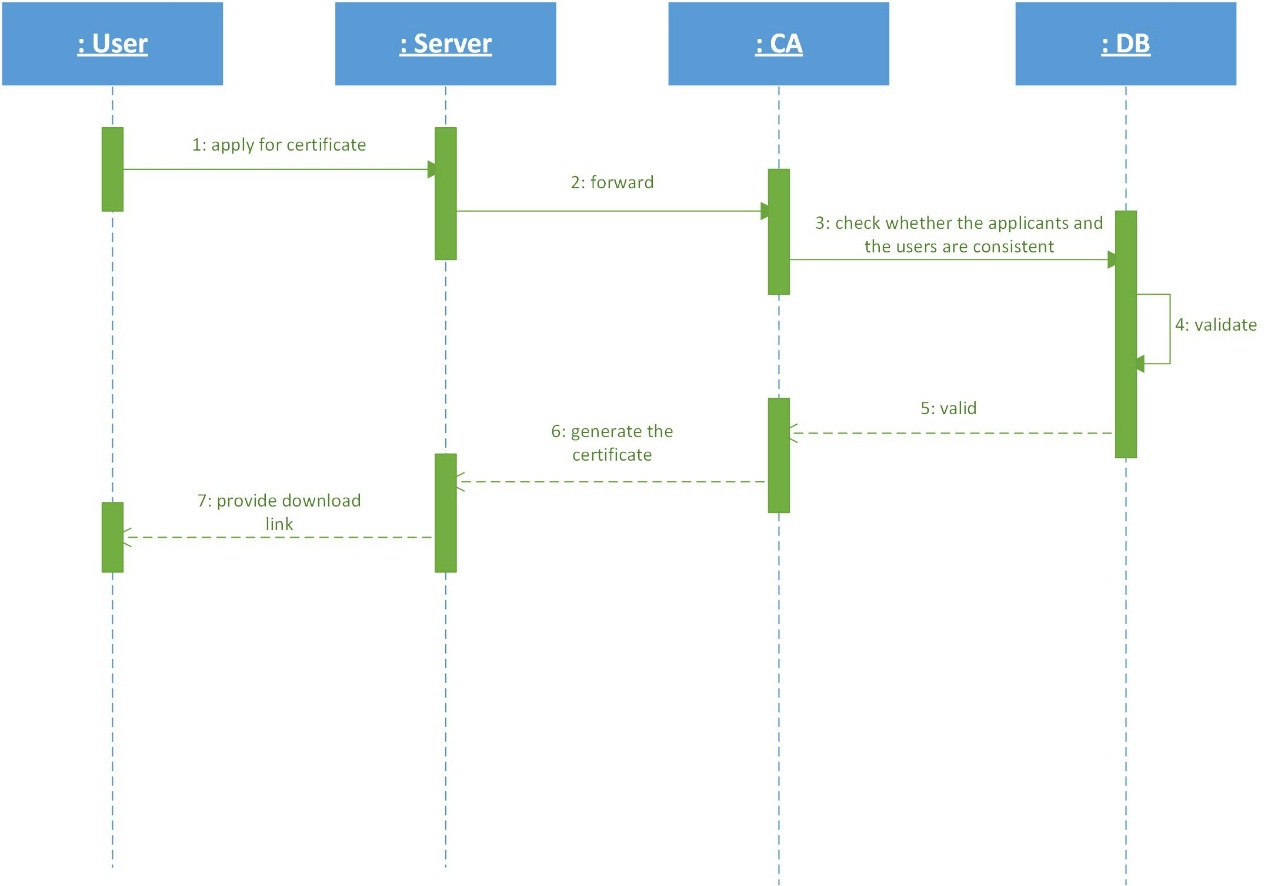 : User
: Server
: CA
: DB
1: apply for certificate
2: forward
3: check whether the applicants and
the users are consistent
4: validate
5: valid
6: generate the
certificate
7: provide download
link